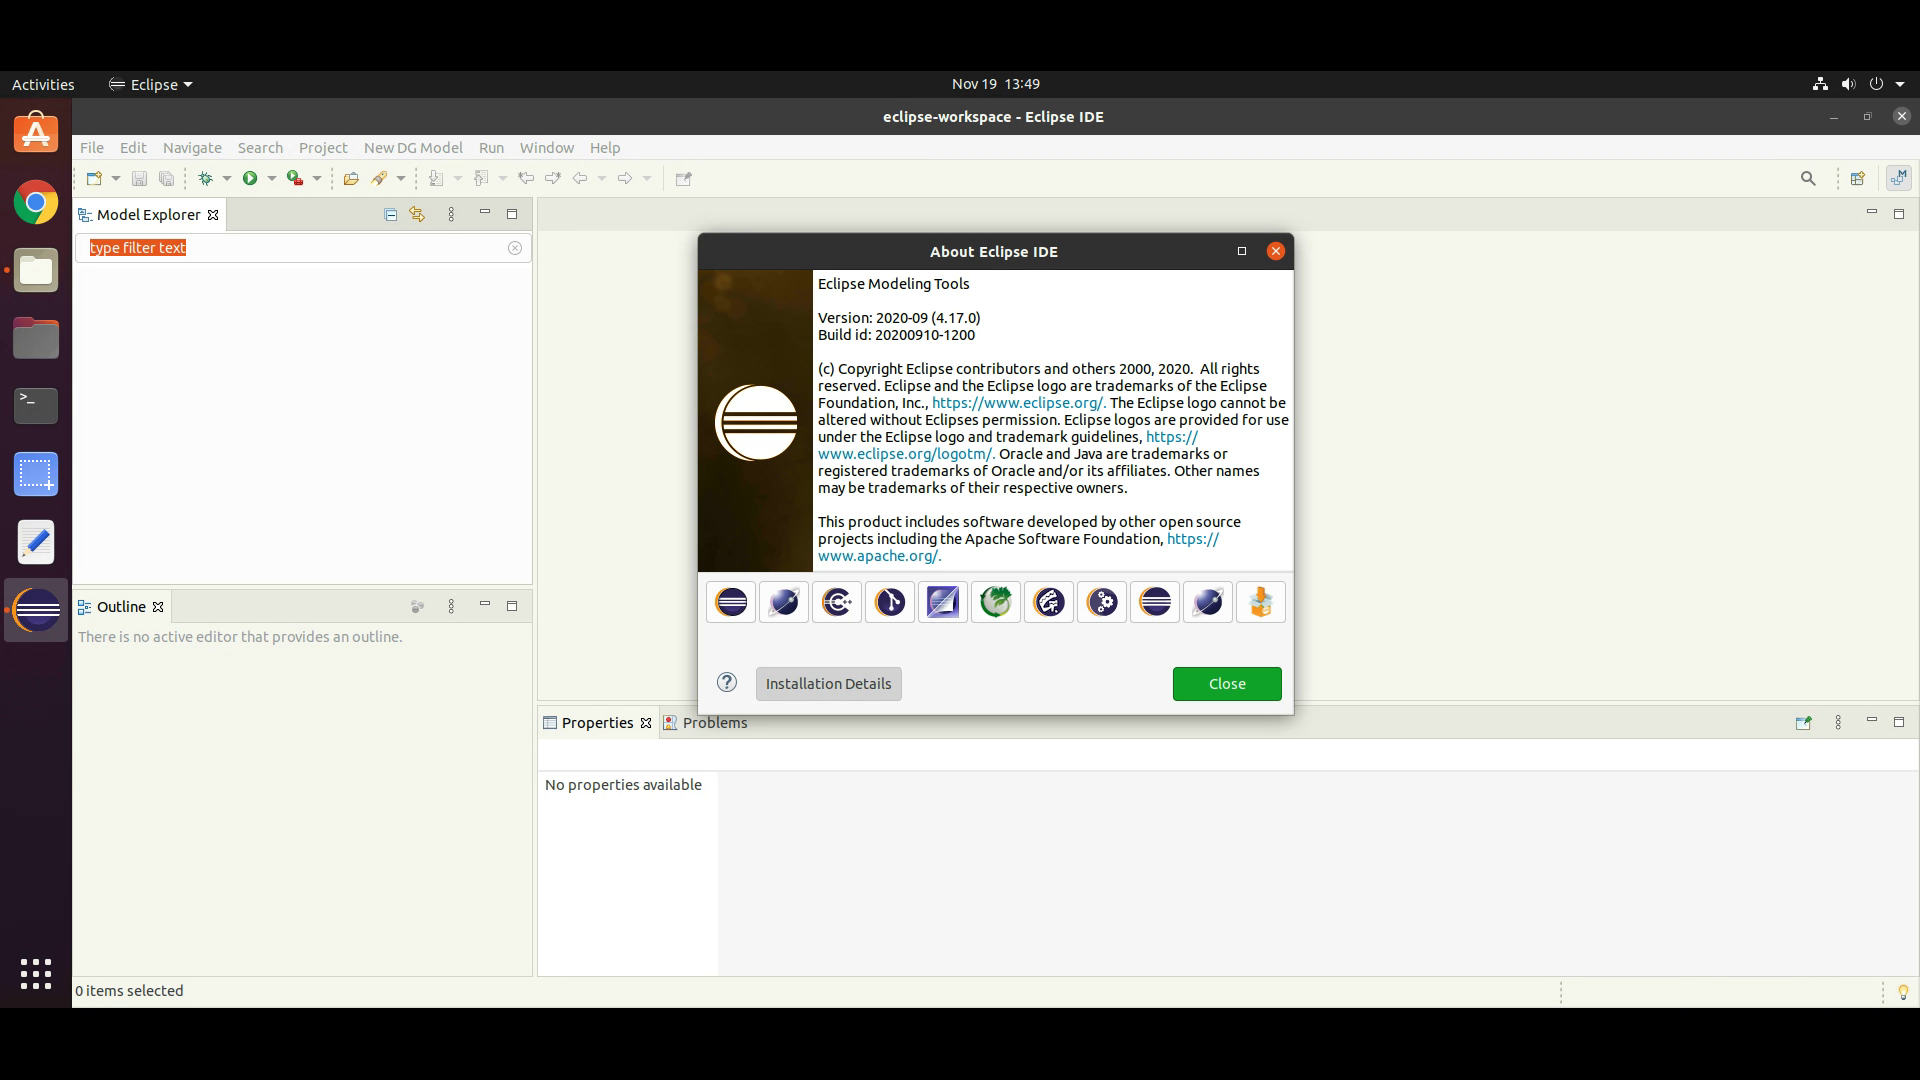 Activities
Eclipse
Nov 19 13:49
eclipse-workspace - Eclipse IDE
File Edit Navigate Search Project New DG Model Run Window Help
Model Explorer
type filter text
About Eclipse IDE
Eclipse Modeling Tools
Version: 2020-09 (4.17.0)
Build id: 20200910-1200
(c) Copyright Eclipse contributors and others 2000, 2020. All rights
reserved. Eclipse and the Eclipse logo are trademarks of the Eclipse
Foundation, Inc., https://www.eclipse.org/. The Eclipse logo cannot be
altered without Eclipses permission. Eclipse logos are provided for use
under the Eclipse logo and trademark guidelines, https://
www.eclipse.org/logotm/. Oracle and Java are trademarks or
registered trademarks of Oracle and/or its affiliates. Other names
may be trademarks of their respective owners.
This product includes software developed by other open source
projects including the Apache Software Foundation, https://
www.apache.org/.
Installation Details
Close
Outline
There is no active editor that provides an outline.
Properties
Problems
No properties available
0 items selected